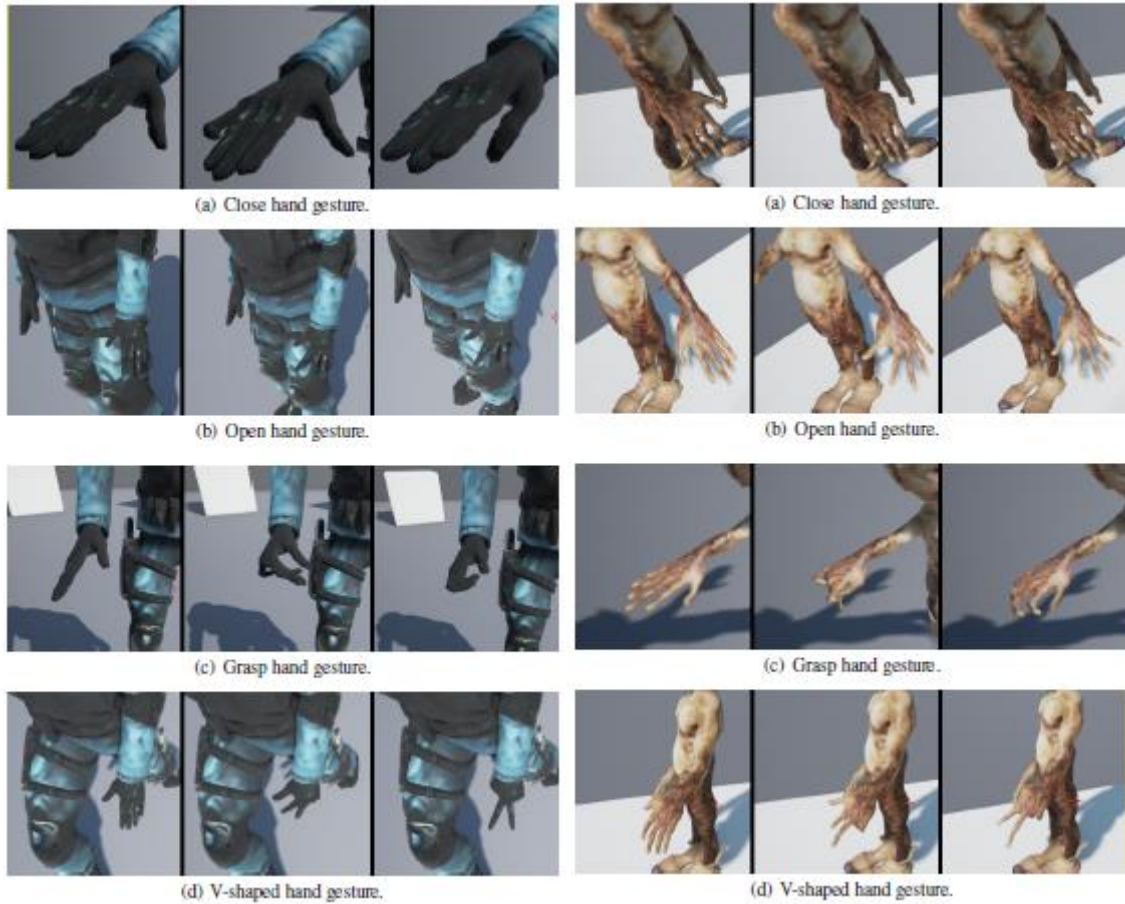 (a) Close hand gesture.
(a) Close hand gesture.
(b) Open hand gesture.
(b) Open hand gesture.
(c) Grasp hand gesture.
(c) Grasp hand gesture.
(d) V-shaped hand gesture.
(d) V-shaped hand gesture.